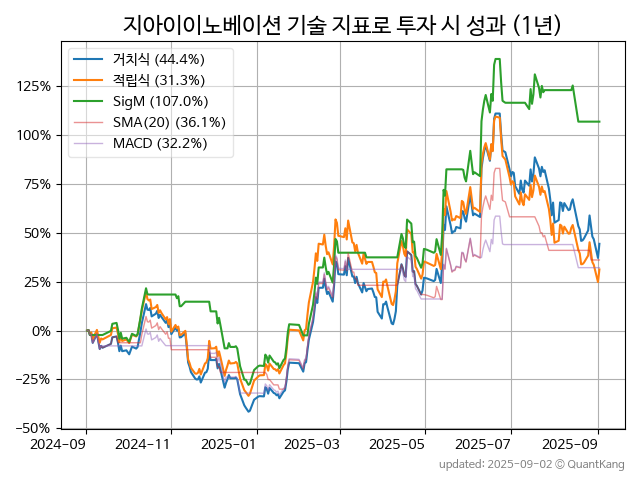 지아이이노베이션 기술 지표로 투자 시 성과 (1년)
거치식 (44.4%)
적립식 (31.3%)
SigM (107.0%)
SMA(20) (36.1%)
MACD (32.2%)
125%
100%
75%
50%
25%
0%
−25%
−50%
2024-09
2024-11
2025-01
2025-03
2025-05
2025-07
2025-09
updated: 2025-09-02 © QuantKang